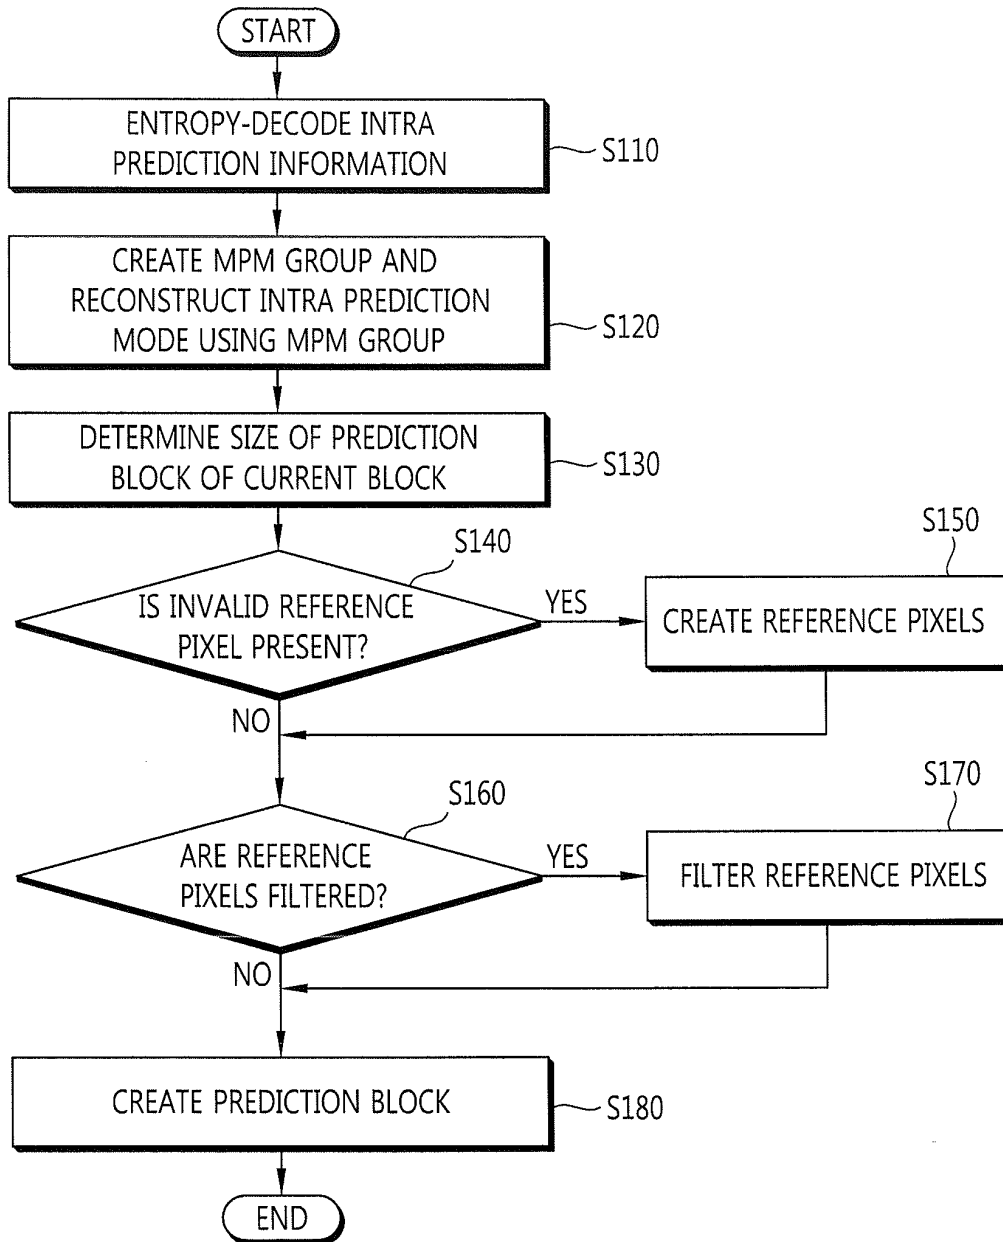 START
ENTROPY-DECODE INTRA
PREDICTION INFORMATION
S110
CREATE MPM GROUP AND
RECONSTRUCT INTRA PREDICTION
MODE USING MPM GROUP
S120
DETERMINE SIZE OF PREDICTION
BLOCK OF CURRENT BLOCK
S130
S140
IS INVALID REFERENCE
PIXEL PRESENT?
YES
S150
CREATE REFERENCE PIXELS
NO
S160
ARE REFERENCE
PIXELS FILTERED?
YES
S170
FILTER REFERENCE PIXELS
NO
CREATE PREDICTION BLOCK
S180
END